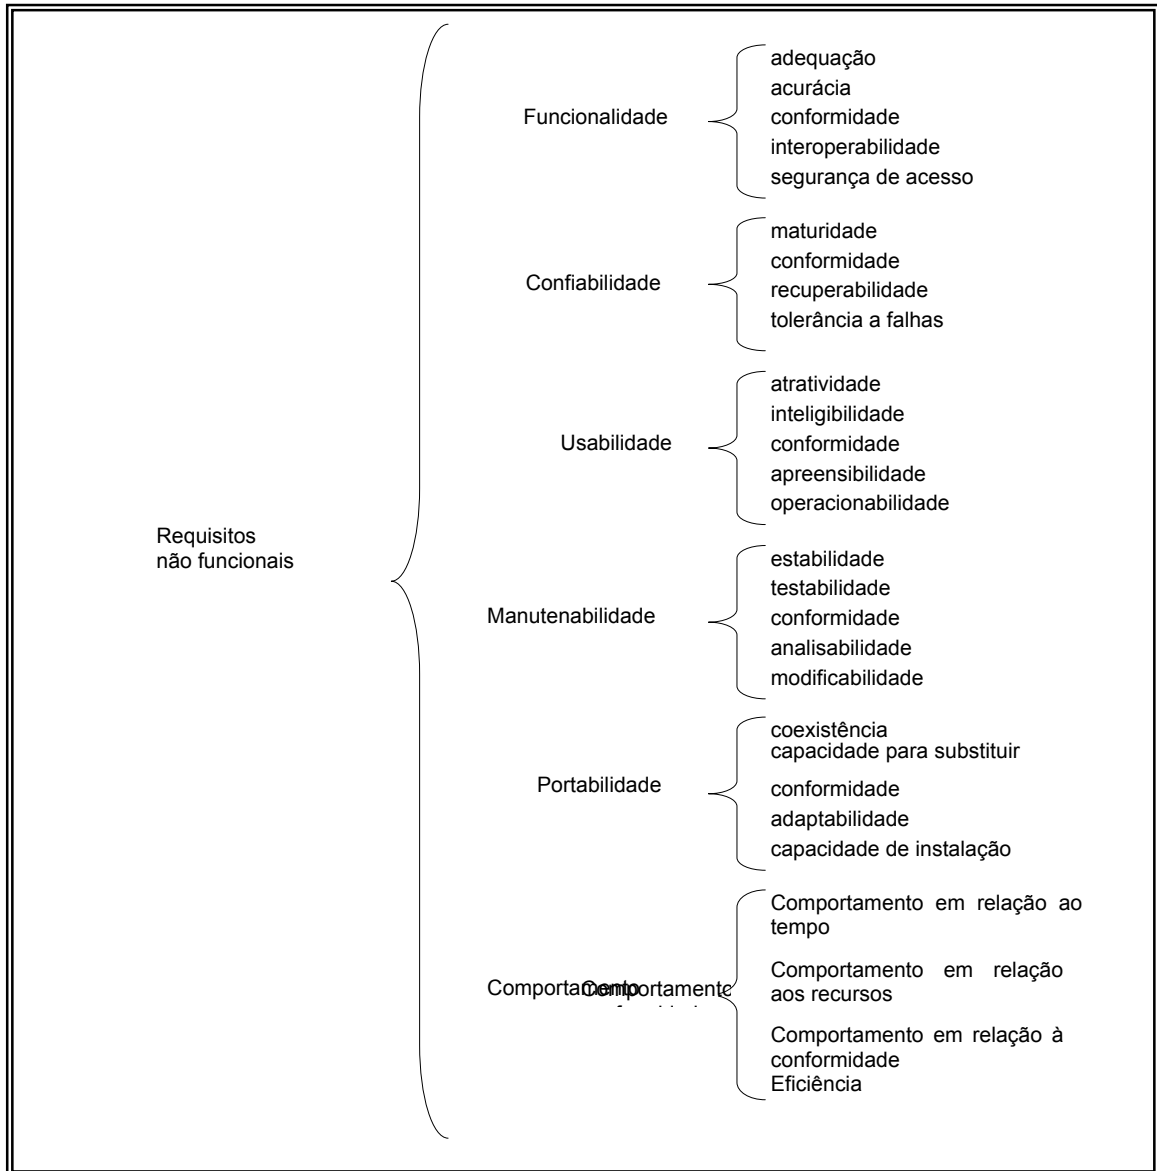 Requisitos
não funcionais
Funcionalidade
adequação
acurácia
conformidade
interoperabilidade
segurança de acesso
Confiabilidade
maturidade
conformidade
recuperabilidade
tolerância a falhas
Usabilidade
atratividade
inteligibilidade
conformidade
apreensibilidade
operacionabilidade
Manutenabilidade
estabilidade
testabilidade
conformidade
analisabilidade
modificabilidade
Portabilidade
coexistência
capacidade para substituir
conformidade
adaptabilidade
capacidade de instalação
Comportamento
Comportamento
Comportamento em relação ao
tempo
Comportamento em relação
aos recursos
Comportamento em relação à
conformidade
Eficiência